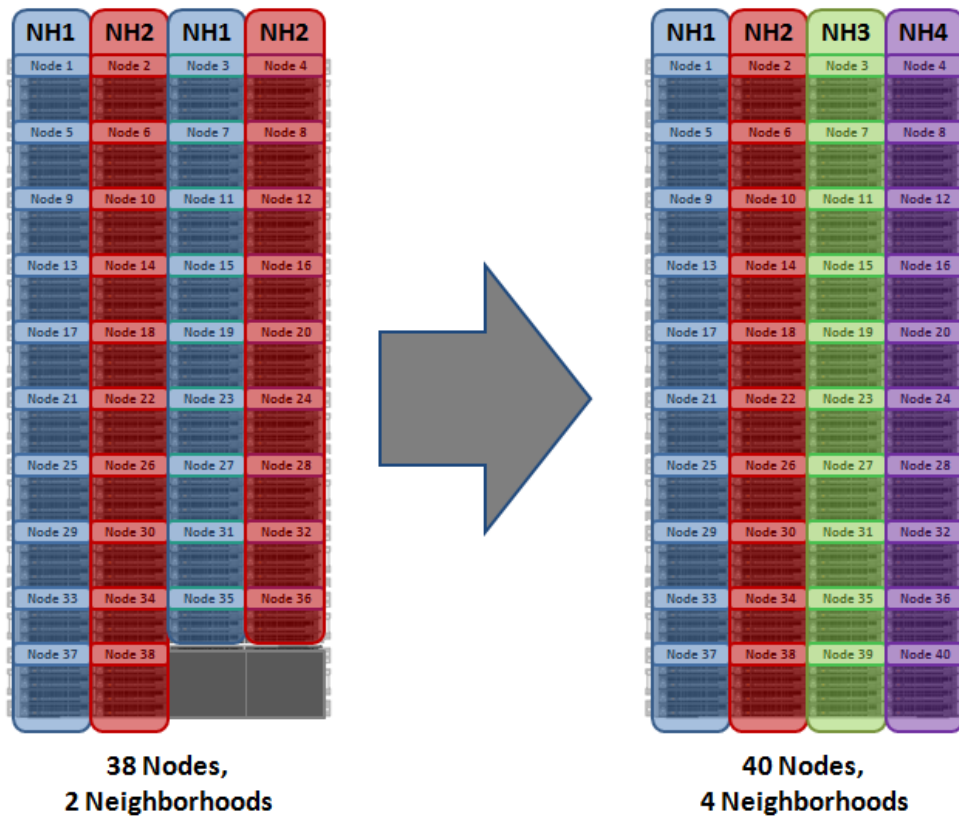 NH1 NH2 NH1 NH2
Node 1 Node 2 Node 3 Node 4
Node 5 Node 6 Node 7 Node 8
Node 9 Node 10 Node 11 Node 12
Node 13 Node 14 Node 15 Node 16
Node 17 Node 18 Node 19 Node 20
Node 21 Node 22 Node 23 Node 24
Node 25 Node 26 Node 27 Node 28
Node 29 Node 30 Node 31 Node 32
Node 33 Node 34 Node 35 Node 36
Node 37 Node 38
38 Nodes,
2 Neighborhoods
NH1 NH2 NH3 NH4
Node 1 Node 2 Node 3 Node 4
Node 5 Node 6 Node 7 Node 8
Node 9 Node 10 Node 11 Node 12
Node 13 Node 14 Node 15 Node 16
Node 17 Node 18 Node 19 Node 20
Node 21 Node 22 Node 23 Node 24
Node 25 Node 26 Node 27 Node 28
Node 29 Node 30 Node 31 Node 32
Node 33 Node 34 Node 35 Node 36
Node 37 Node 38 Node 39 Node 40
40 Nodes,
4 Neighborhoods